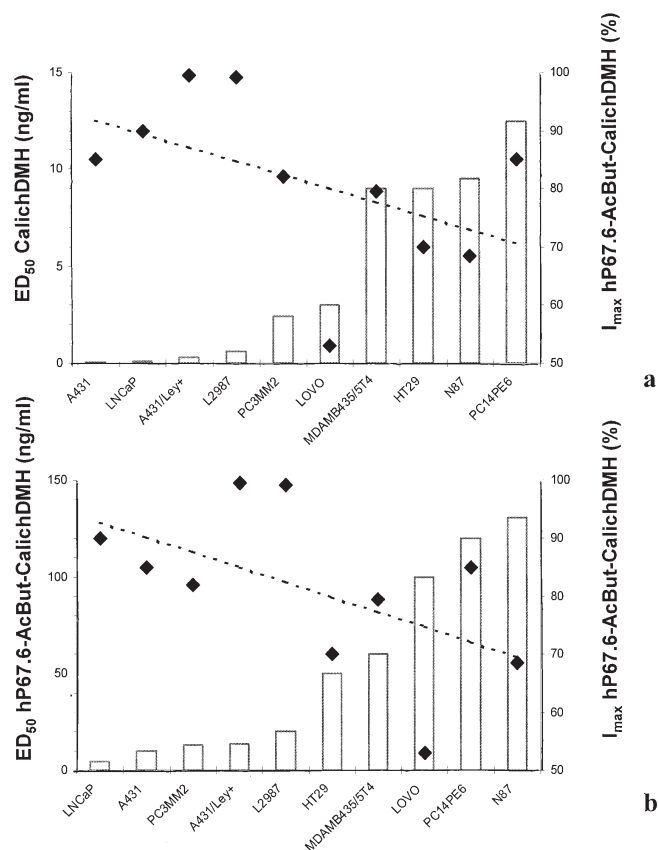 ED50 CalichDMH (ng/ml)
15
10
5
0
100
90
80
70
60
50
Imax hP67.6-AcBut-CalichDMH (%)
A431
LNCaP
A431/Ley+
L2987
PC3MM2
LOVO
MDAMB435/5T4
HT29
N87
PC14PE6
a
ED50 hP67.6-AcBut-CalichDMH (ng/ml)
150
100
50
0
100
90
80
70
60
50
Imax hP67.6-AcBut-CalichDMH (%)
LNCaP
A431
PC3MM2
A431/Ley+
L2987
HT29
MDAMB435/5T4
LOVO
PC14PE6
N87
b